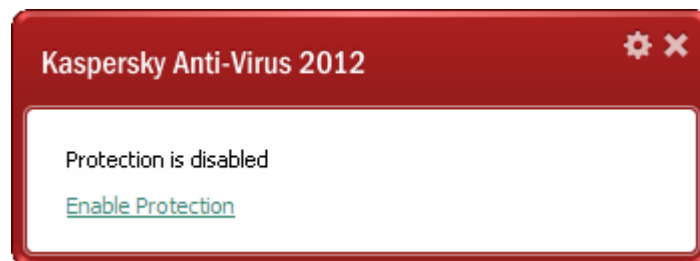 Kaspersky Anti-Virus 2012
Protection is disabled
Enable Protection